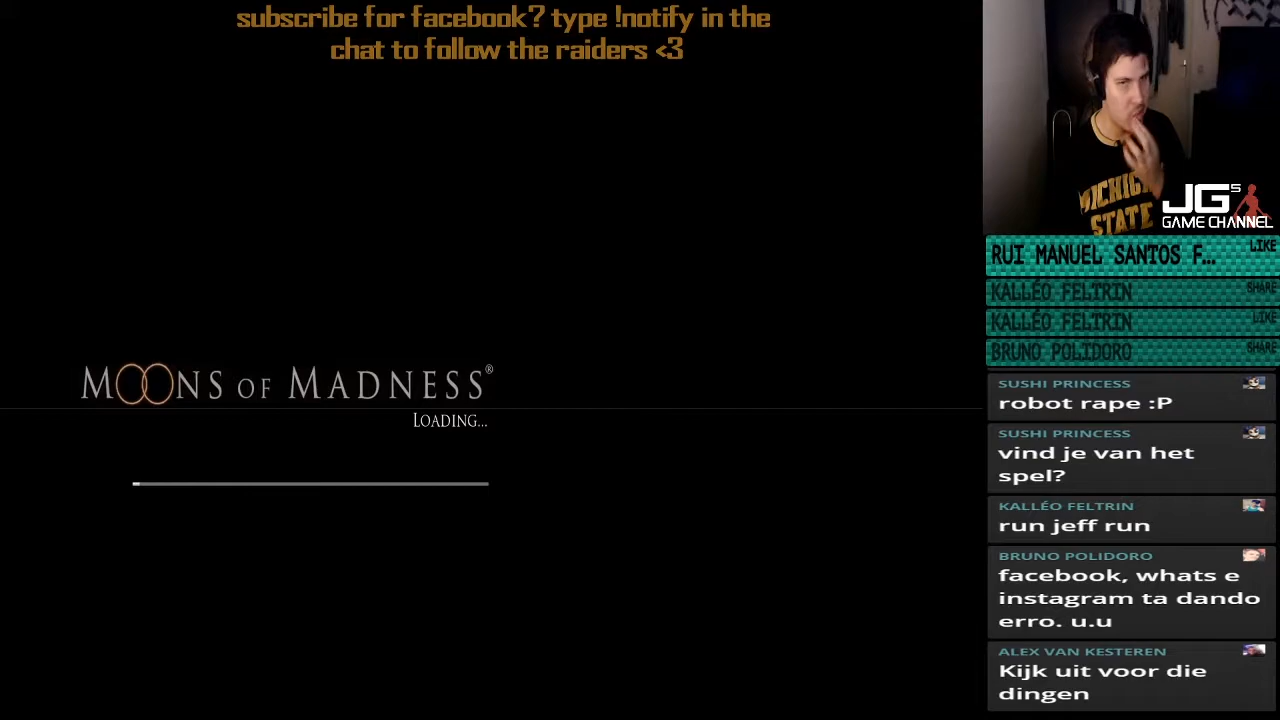 subscribe for facebook? type !notify in the
chat to follow the raiders <3
MICHIGAN
STATE
JGS
GAME CHANNEL
RUI MANUEL SANTOS F... LIKE
KALLÉO FELTRIN SHARE
KALLÉO FELTRIN LIKE
BRUNO POLIDORO SHARE
MOONS OF MADNESS®
LOADING...
SUSHI PRINCESS
robot rape :P
SUSHI PRINCESS
vind je van het
spel?
KALLÉO FELTRIN
run jeff run
BRUNO POLIDORO
facebook, whats e
instagram ta dando
erro. u.u
ALEX VAN KESTEREN
Kijk uit voor die
dingen